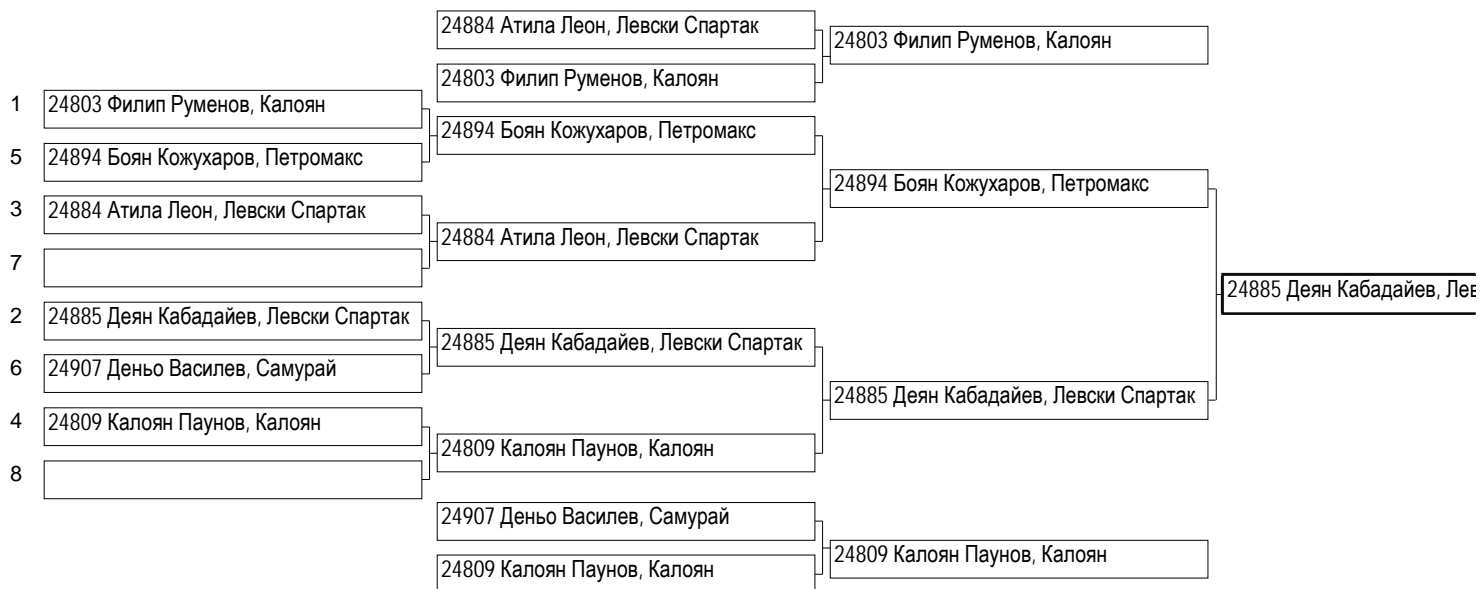 24884 Атила Леон, Левски Спартак
24803 Филип Руменов, Калоян
24803 Филип Руменов, Калоян
1 24803 Филип Руменов, Калоян
24894 Боян Кожухаров, Петромакс
5 24894 Боян Кожухаров, Петромакс
24894 Боян Кожухаров, Петромакс
3 24884 Атила Леон, Левски Спартак
24884 Атила Леон, Левски Спартак
7
24885 Деян Кабадайев, Лев
2 24885 Деян Кабадайев, Левски Спартак
24885 Деян Кабадайев, Левски Спартак
6 24907 Деньо Василев, Самурай
24885 Деян Кабадайев, Левски Спартак
4 24809 Калоян Паунов, Калоян
24809 Калоян Паунов, Калоян
8
24907 Деньо Василев, Самурай
24809 Калоян Паунов, Калоян
24809 Калоян Паунов, Калоян